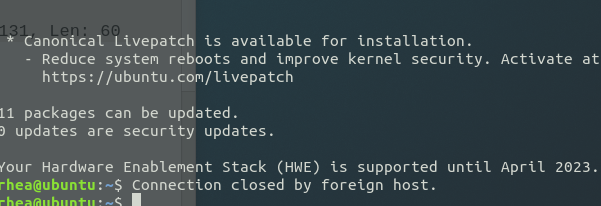 131, Len: 60
* Canonical Livepatch is available for installation.
- Reduce system reboots and improve kernel security. Activate at
https://ubuntu.com/livepatch
11 packages can be updated.
0 updates are security updates.
Your Hardware Enablement Stack (HWE) is supported until April 2023.
rhea@ubuntu:~$ Connection closed by foreign host.
rhea@ubuntu:~$